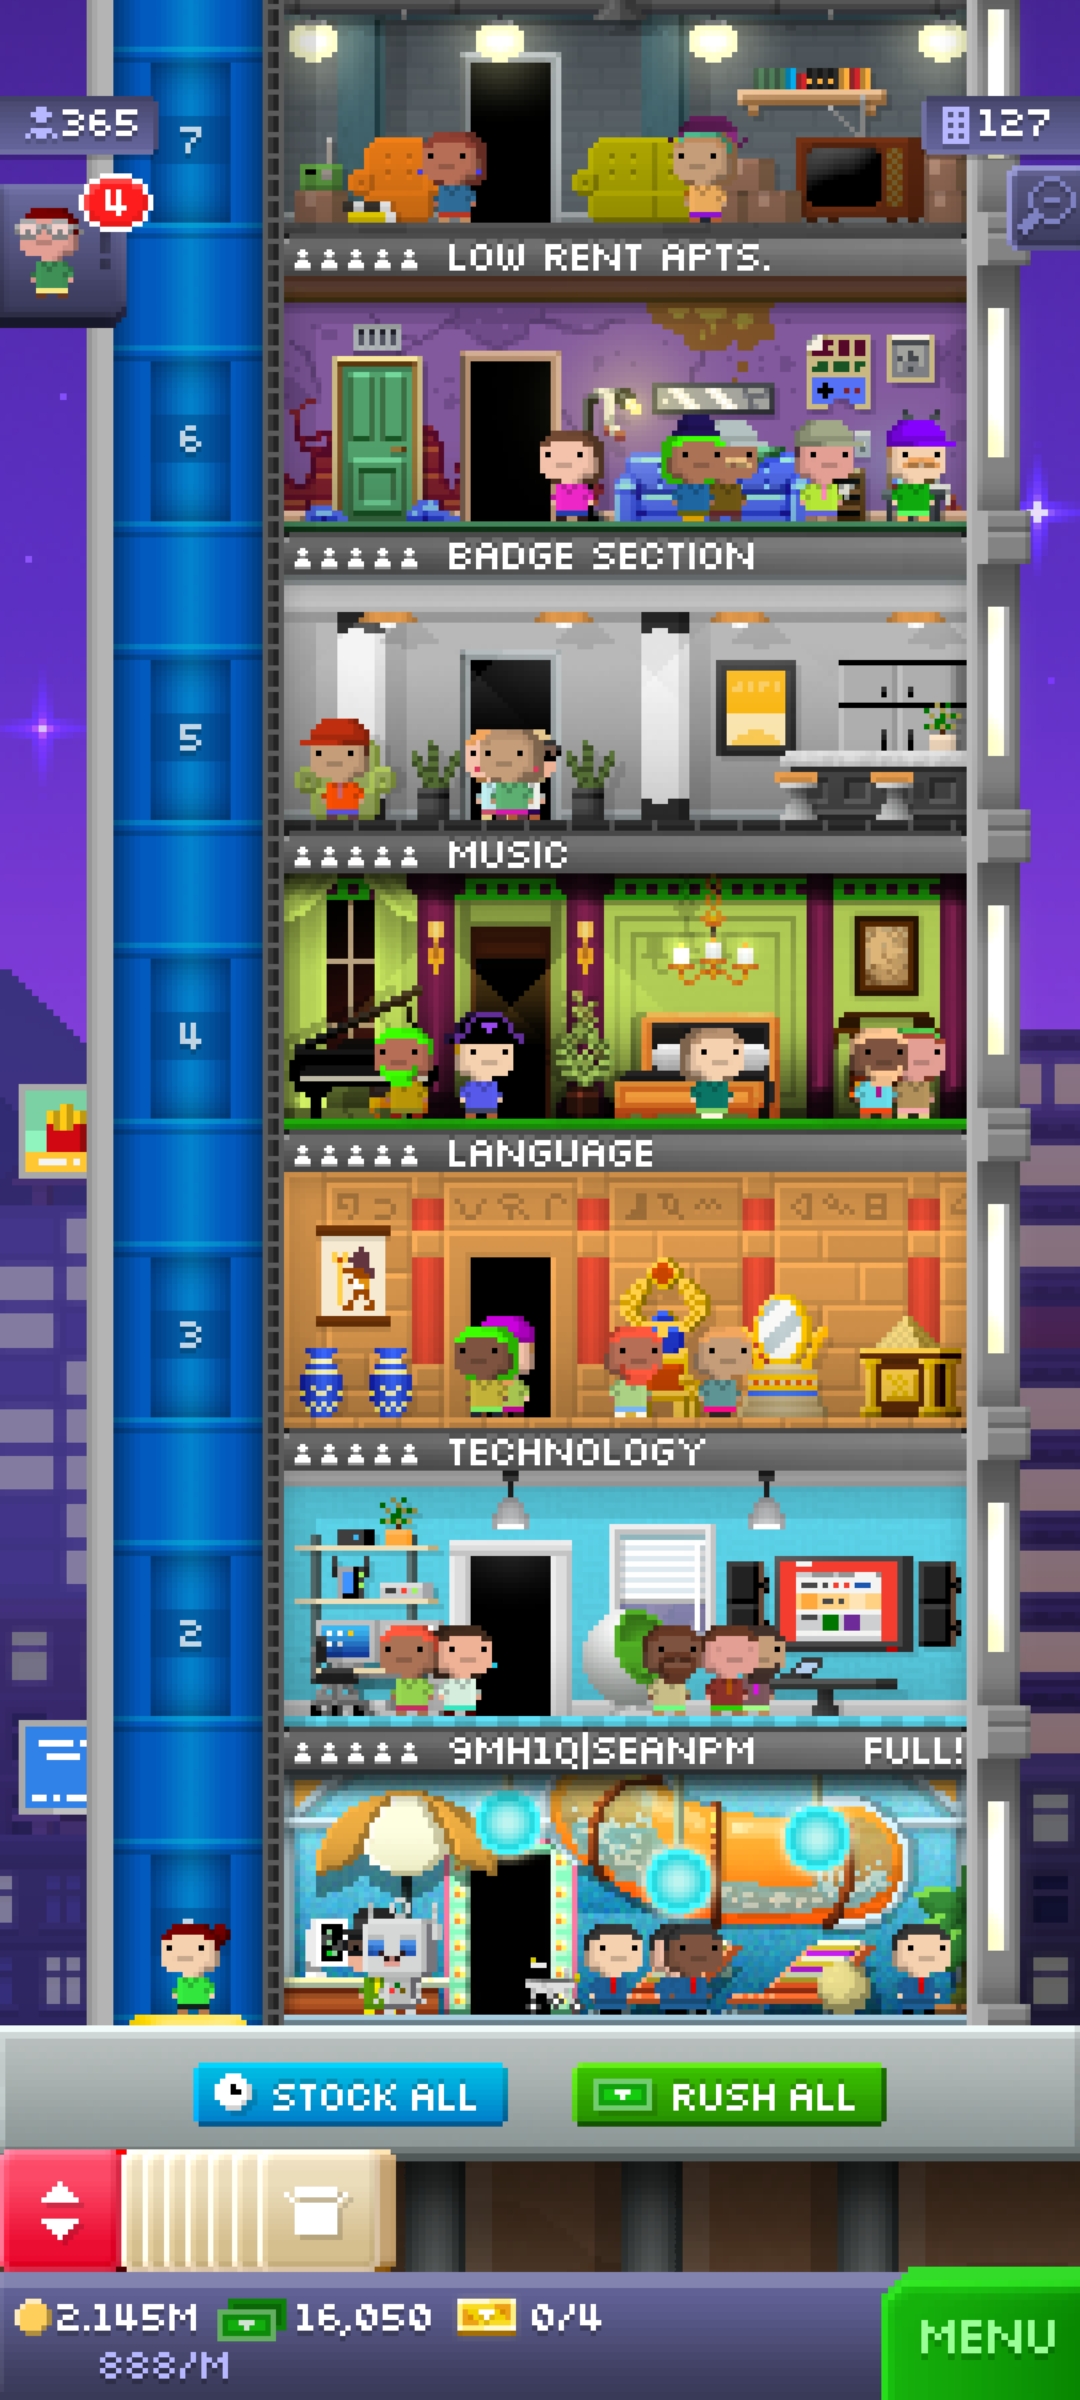 365
7
127
4
LOW RENT APTS.
6
BADGE SECTION
5
MUSIC
4
LANGUAGE
3
TECHNOLOGY
2
9MH1Q|SEANPM FULL!
STOCK ALL
RUSH ALL
2.145M 16,050 0/4
888/M
MENU